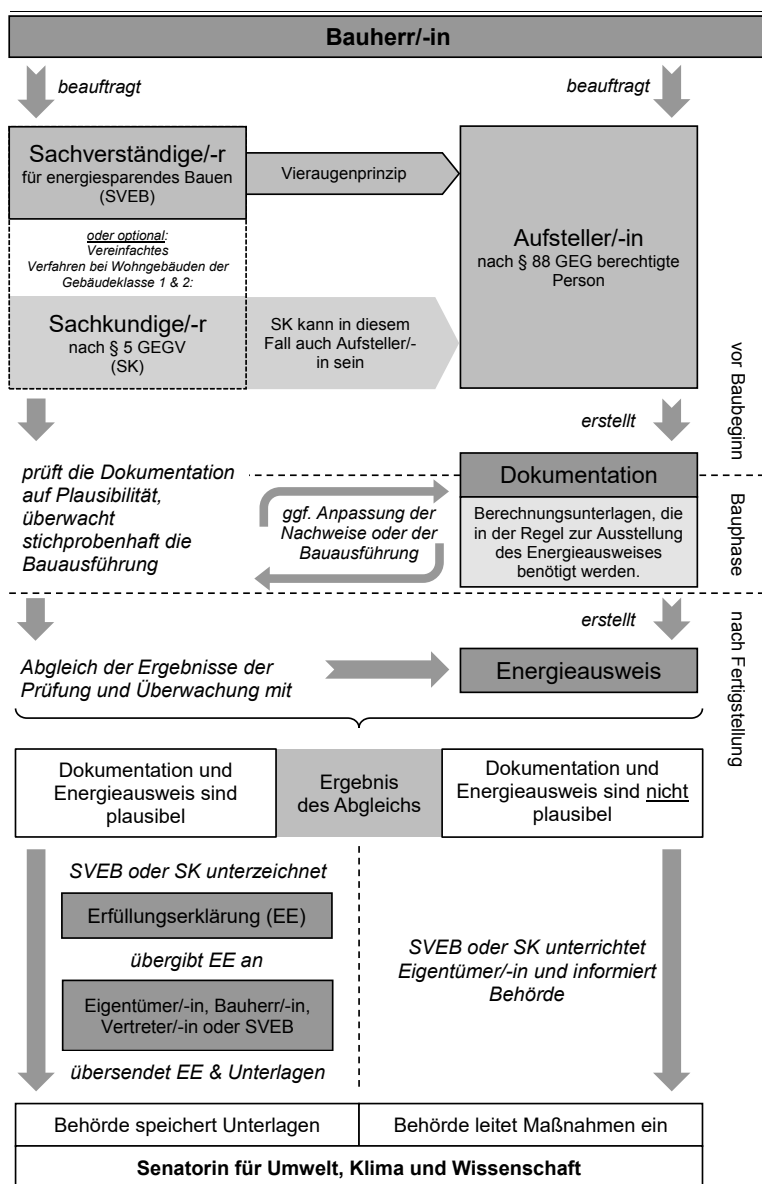 Bauherr/-in
beauftragt
beauftragt
Sachverständige/-r
für energiesparendes Bauen
(SVEB)
Vieraugenprinzip
Aufsteller/-in
nach § 88 GEG berechtigte
Person
oder optional:
Vereinfachtes
Verfahren bei Wohngebäuden der
Gebäudeklasse 1 & 2:
Sachkundige/-r
nach § 5 GEGV
(SK)
SK kann in diesem
Fall auch Aufsteller/-
in sein
vor Baubeginn
erstellt
prüft die Dokumentation
auf Plausibilität,
überwacht
stichprobenhaft die
Bauausführung
ggf. Anpassung der
Nachweise oder der
Bauausführung
Dokumentation
Berechnungsunterlagen, die
in der Regel zur Ausstellung
des Energieausweises
benötigt werden.
Bauphase
erstellt
Abgleich der Ergebnisse der
Prüfung und Überwachung mit
Energieausweis
nach Fertigstellung
Dokumentation und
Energieausweis sind
plausibel
Ergebnis
des Abgleichs
Dokumentation und
Energieausweis sind nicht
plausibel
SVEB oder SK unterzeichnet
Erfüllungserklärung (EE)
übergibt EE an
Eigentümer/-in, Bauherr/-in,
Vertreter/-in oder SVEB
übersendet EE & Unterlagen
SVEB oder SK unterrichtet
Eigentümer/-in und informiert
Behörde
Behörde speichert Unterlagen
Behörde leitet Maßnahmen ein
Senatorin für Umwelt, Klima und Wissenschaft